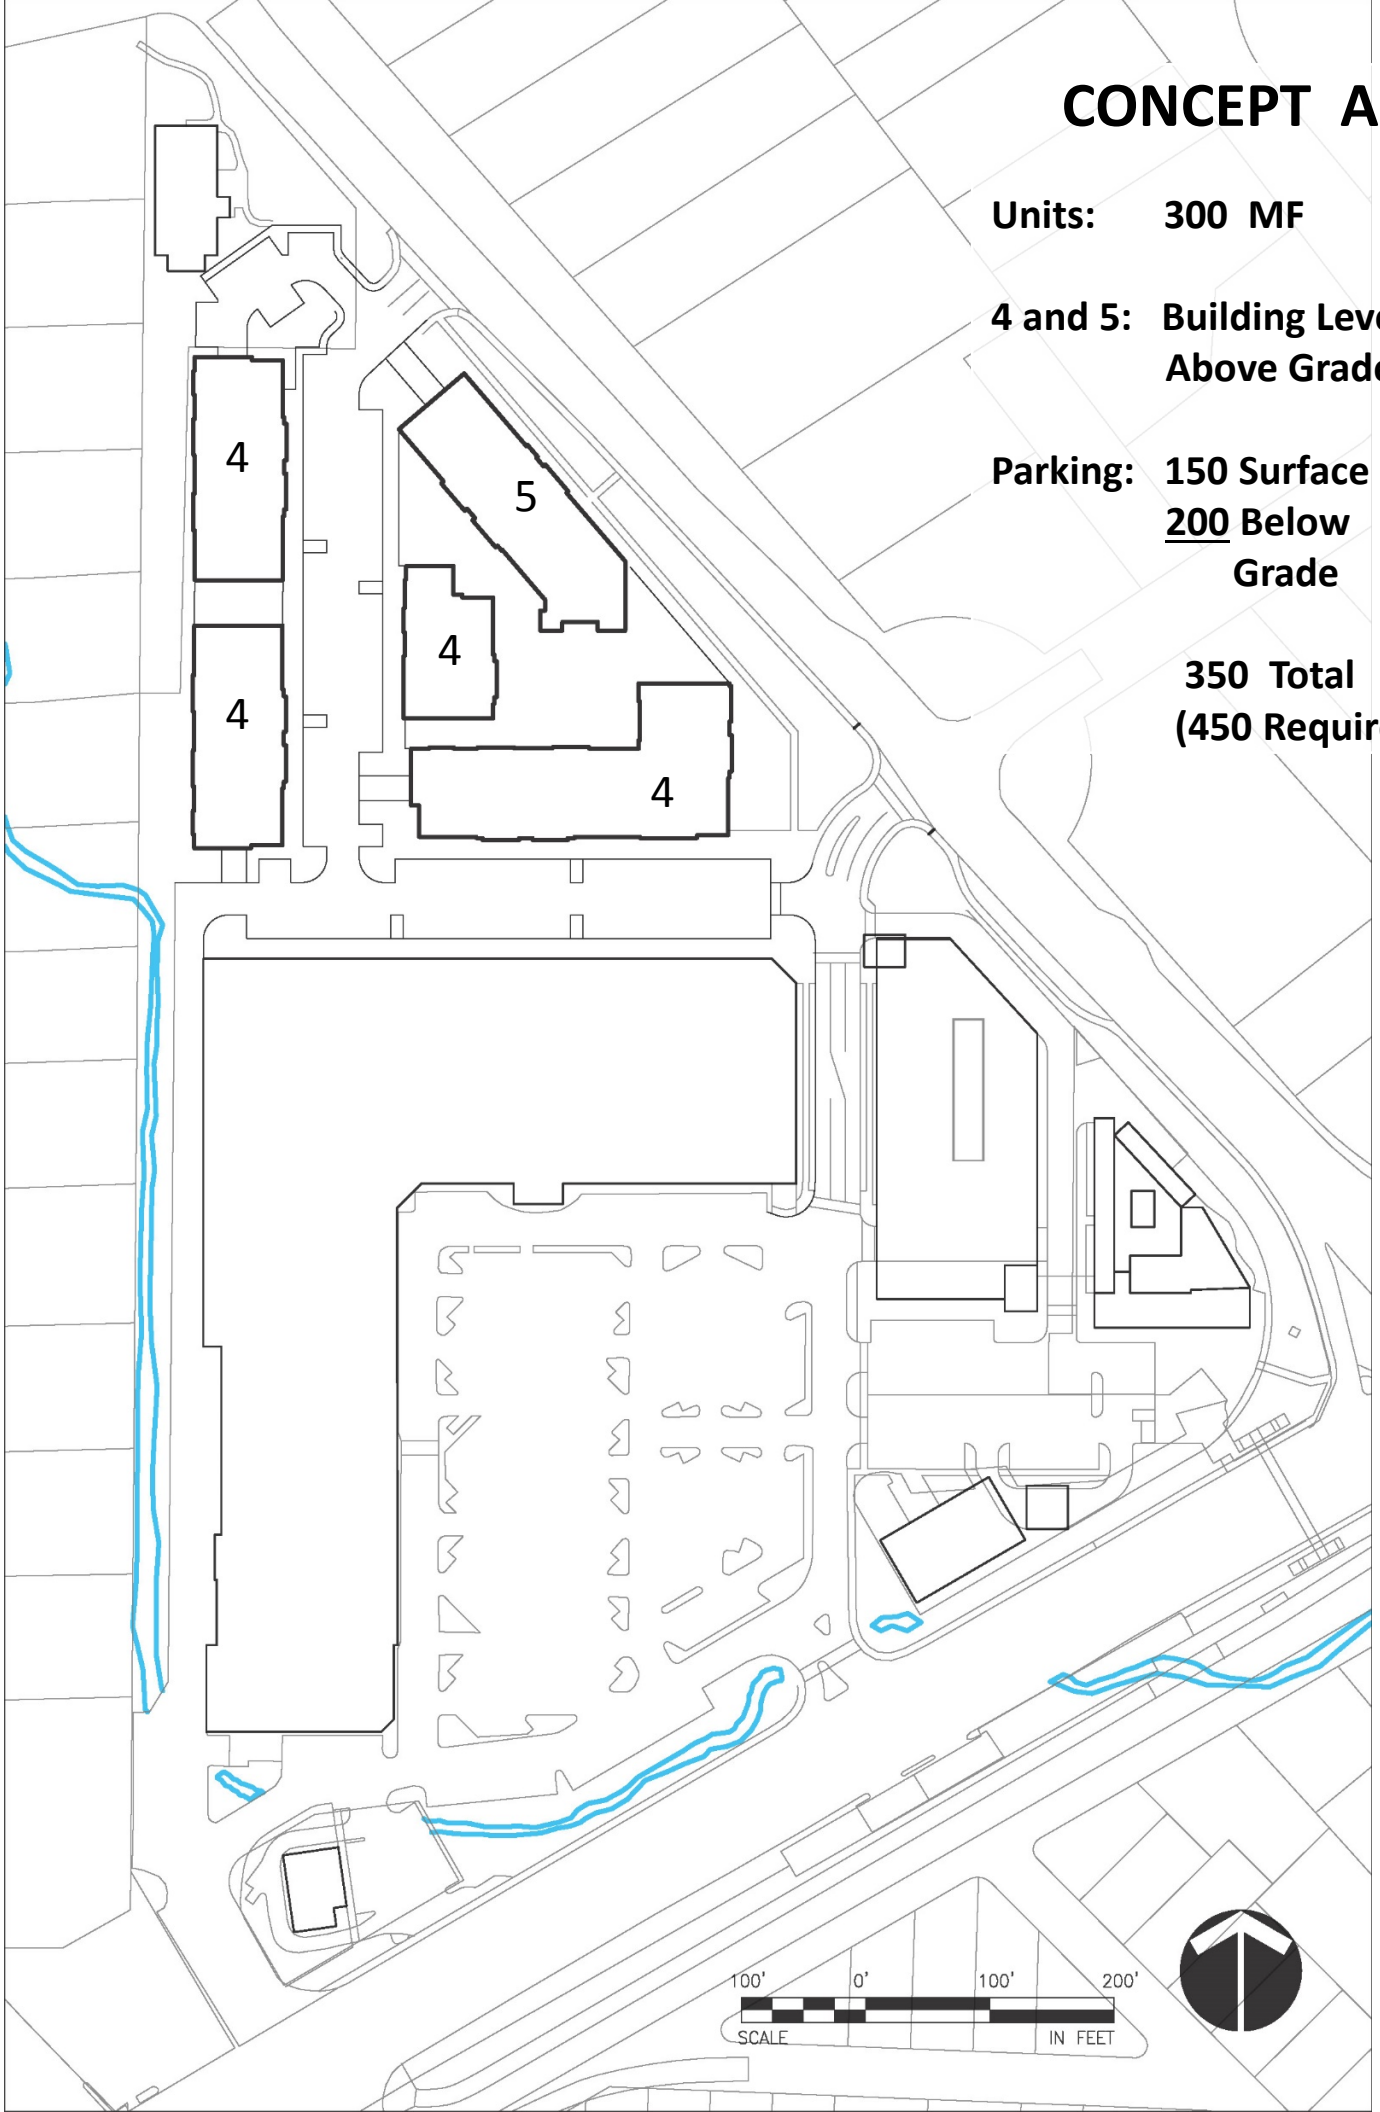 CONCEPT A
Units: 300 MF
4 and 5: Building Leve
Above Grade
Parking: 150 Surface
200 Below
Grade
350 Total
(450 Require
4
5
4
4
4
100' 0' 100' 200'
SCALE IN FEET